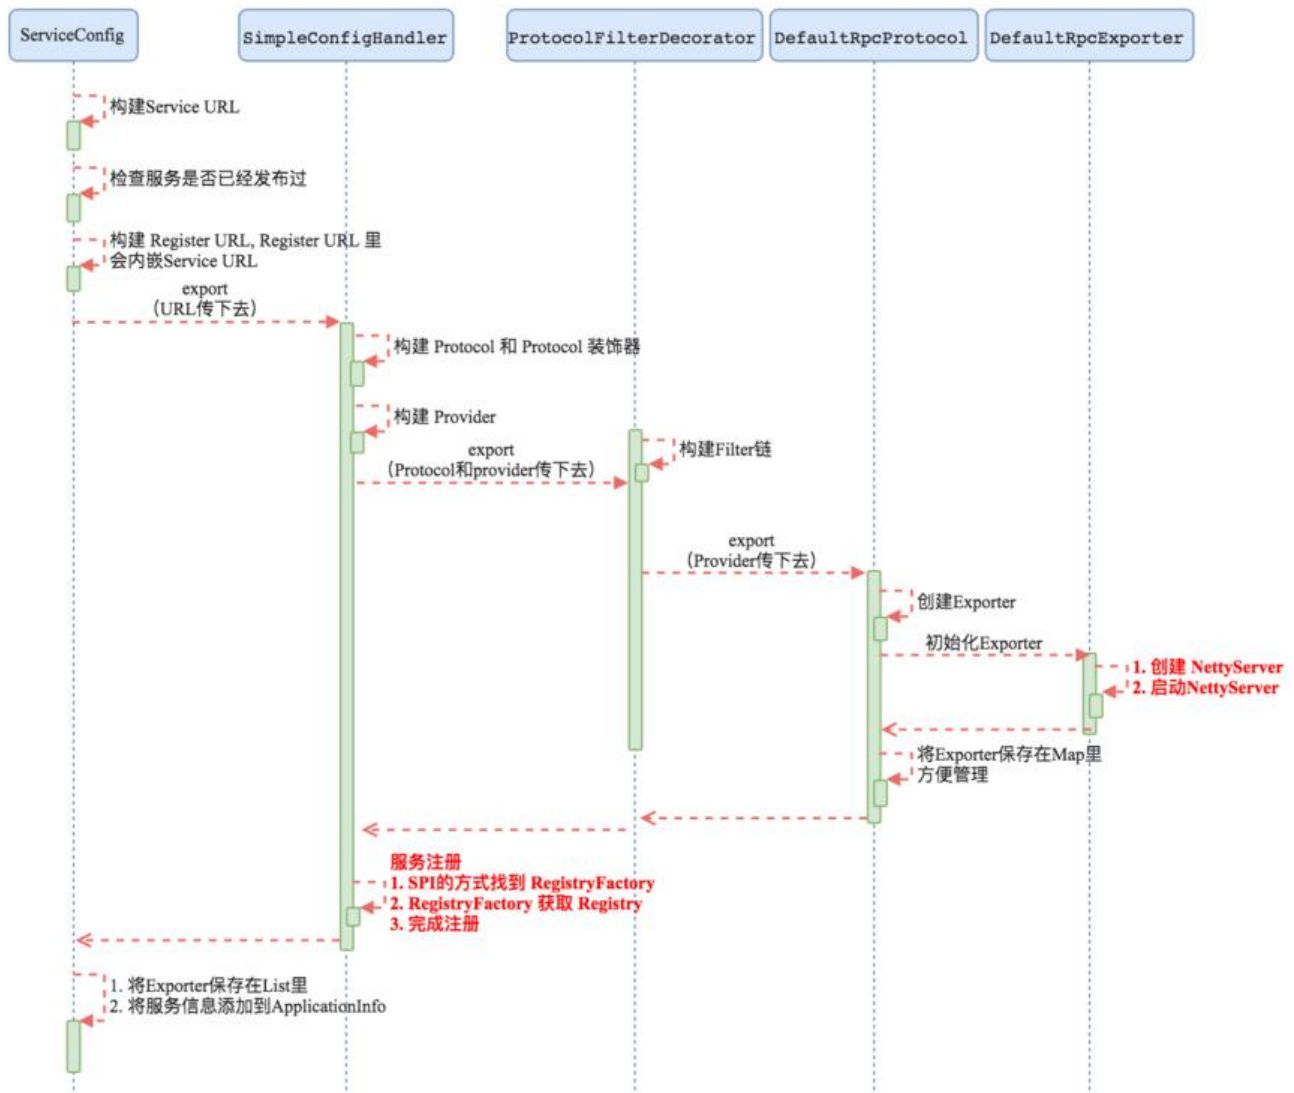 ServiceConfig
SimpleConfigHandler
ProtocolFilterDecorator
DefaultRpcProtocol
DefaultRpcExporter
构建Service URL
检查服务是否已经发布过
构建 Register URL, Register URL 里
会内嵌Service URL
export
（URL传下去）
构建 Protocol 和 Protocol 装饰器
构建 Provider
export
（Protocol和provider传下去）
构建Filter链
export
（Provider传下去）
创建Exporter
初始化Exporter
1. 创建 NettyServer
2. 启动NettyServer
将Exporter保存在Map里
方便管理
服务注册
1. SPI的方式找到 RegistryFactory
2. RegistryFactory 获取 Registry
3. 完成注册
1. 将Exporter保存在List里
2. 将服务信息添加到ApplicationInfo